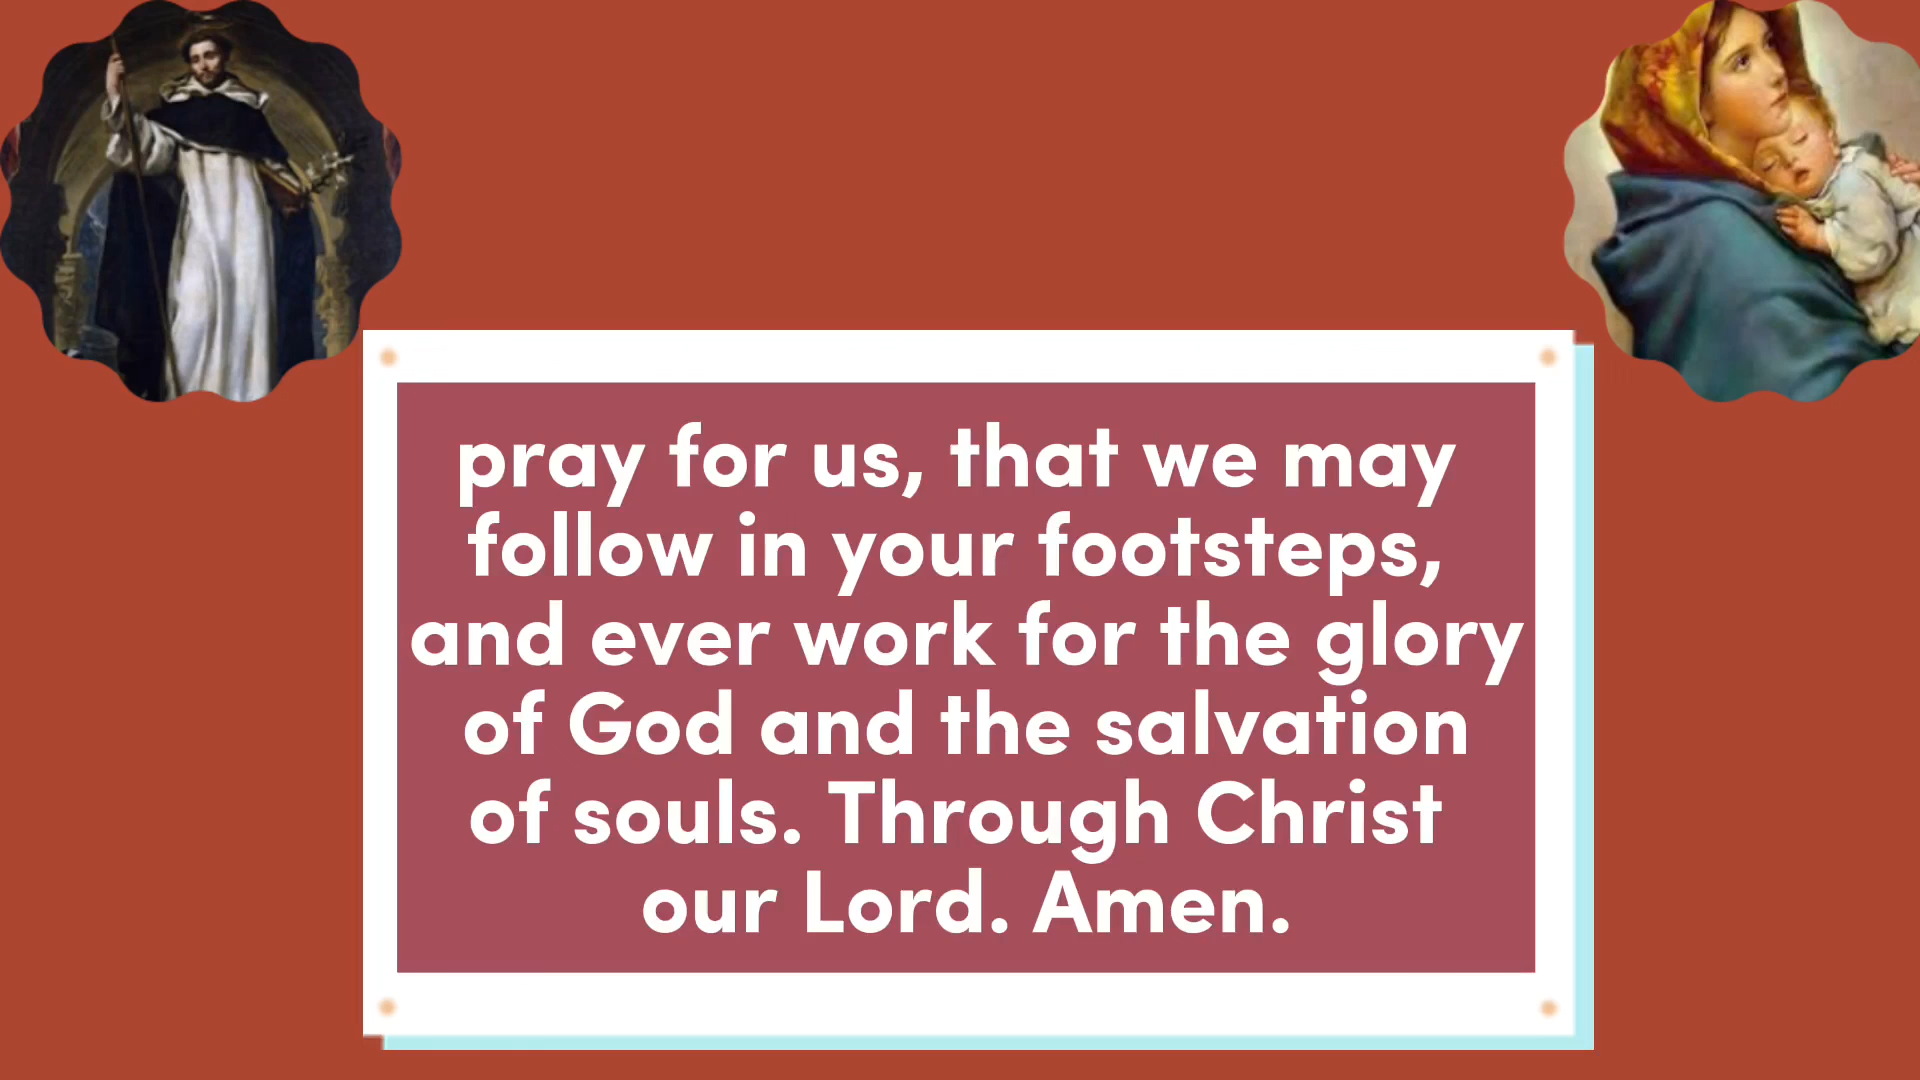 pray for us, that we may
follow in your footsteps,
and ever work for the glory
of God and the salvation
of souls. Through Christ
our Lord. Amen.